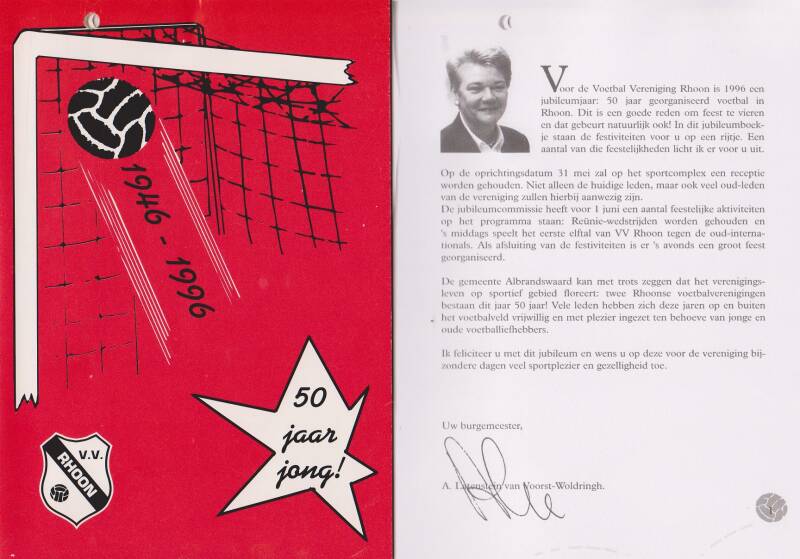 1946 - 1996
50
jaar
jong!
V.V.
RHOON
Voor de Voetbal Vereniging Rhoon is 1996 een
jubileumjaar: 50 jaar georganiseerd voetbal in
Rhoon. Dit is een goede reden om feest te vieren
en dat gebeurt natuurlijk ook! In dit jubileumboek-
je staan de festiviteiten voor u op een rijtje. Een
aantal van die feestelijkheden licht ik er voor u uit.
Op de oprichtingsdatum 31 mei zal op het sportcomplex een receptie
worden gehouden. Niet alleen de huidige leden, maar ook veel oud-leden
van de vereniging zullen hierbij aanwezig zijn.
De jubileumcommissie heeft voor 1 juni een aantal feestelijke aktiviteiten
op het programma staan: Reünie-wedstrijden worden gehouden en
's middags speelt het eerste elftal van VV Rhoon tegen de oud-interna-
tionals. Als afsluiting van de festiviteiten is er 's avonds een groot feest
georganiseerd.
De gemeente Albrandswaard kan met trots zeggen dat het verenigings-
leven op sportief gebied floreert: twee Rhoonse voetbalverenigingen
bestaan dit jaar 50 jaar! Vele leden hebben zich deze jaren op en buiten
het voetbalveld vrijwillig en met plezier ingezet ten behoeve van jonge en
oude voetballiefhebbers.
Ik feliciteer u met dit jubileum en wens u op deze voor de vereniging bij-
zondere dagen veel sportplezier en gezelligheid toe.
Uw burgemeester,
A. Lutenstein van Voorst-Woldringh.